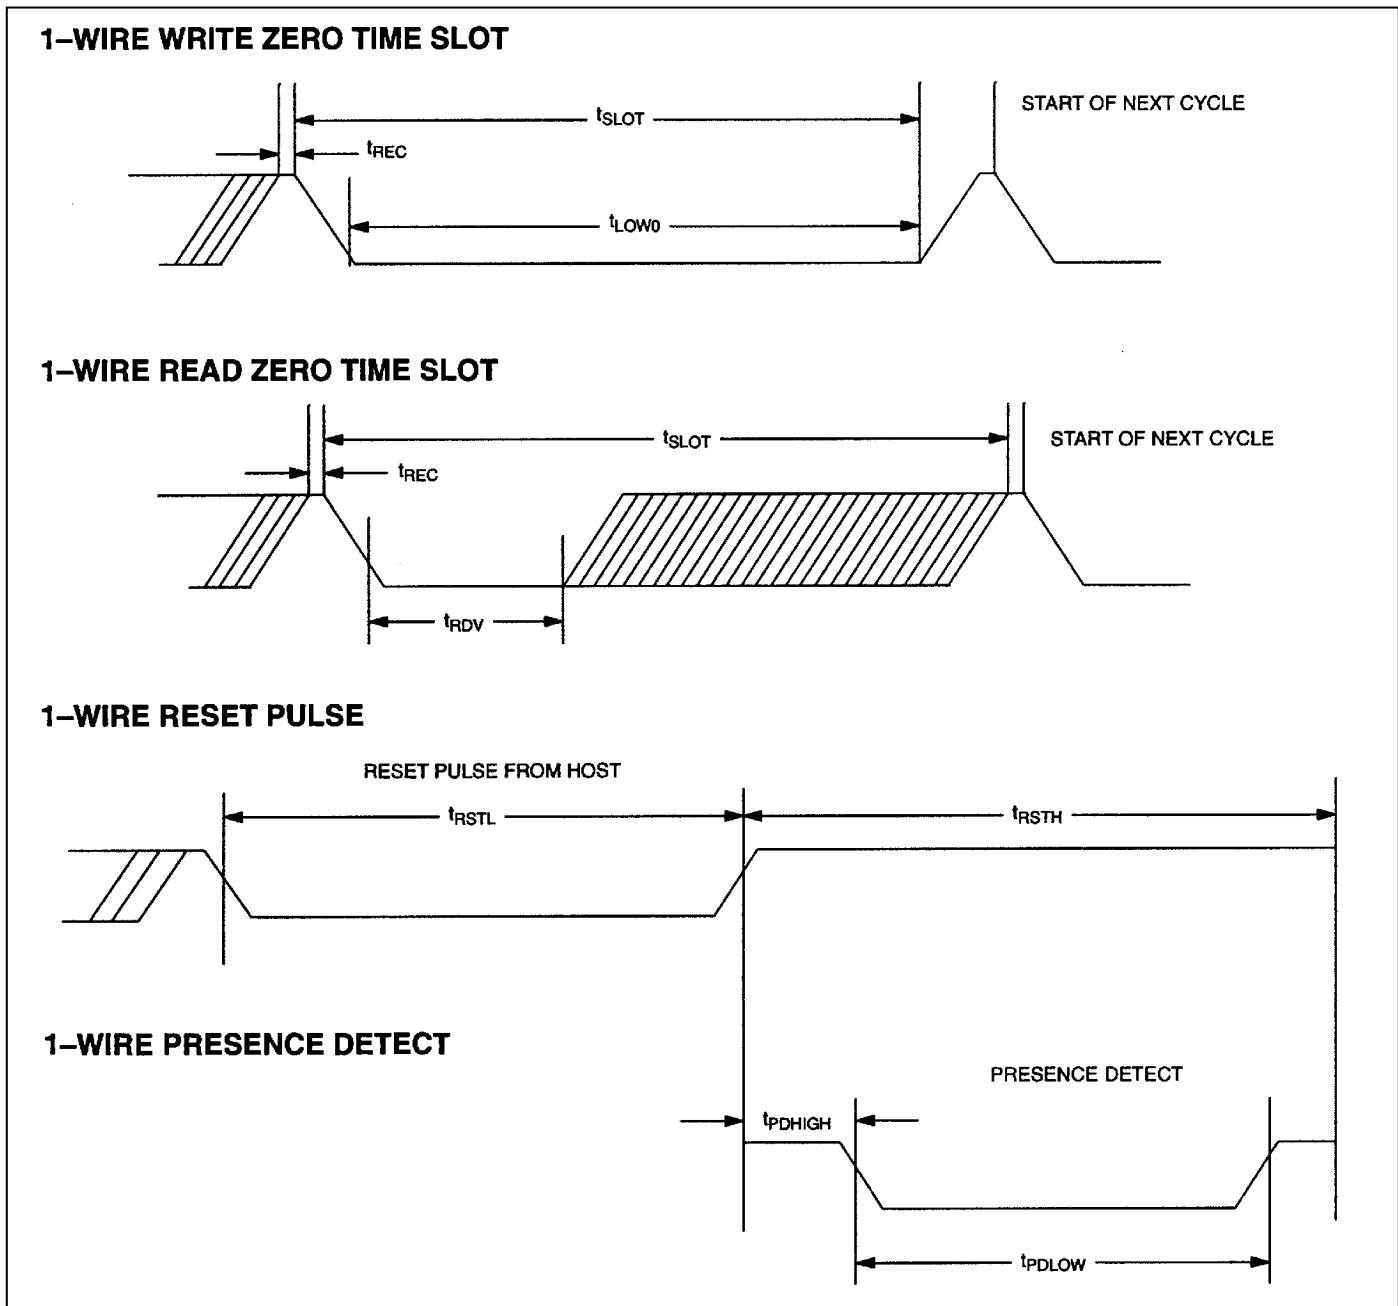 1–WIRE WRITE ZERO TIME SLOT
START OF NEXT CYCLE
tSLOT
tREC
tLOW0
1–WIRE READ ZERO TIME SLOT
tSLOT
START OF NEXT CYCLE
tREC
tRDV
1–WIRE RESET PULSE
RESET PULSE FROM HOST
tRSTL
tRSTH
1–WIRE PRESENCE DETECT
PRESENCE DETECT
tPDHIGH
tPDLOW